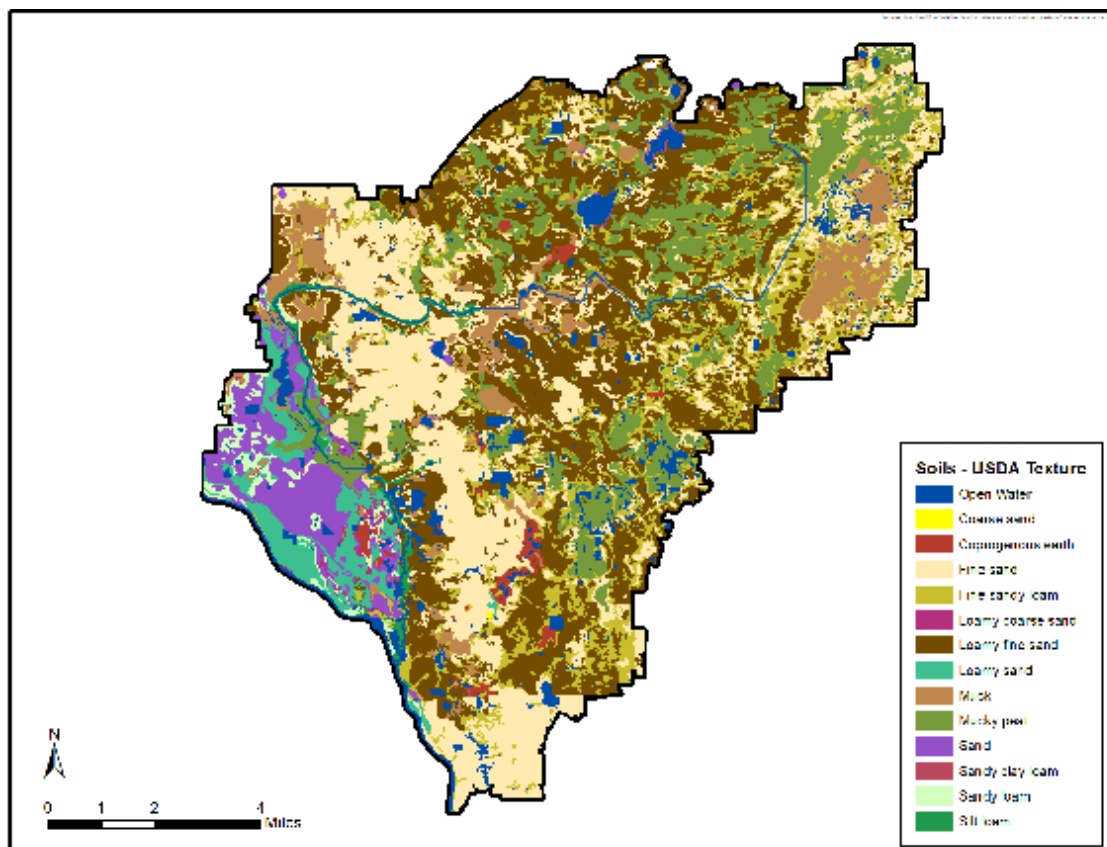 Soils - USDA Texture
Open Water
Coarse sand
Coprogenous earth
Fine sand
Fine sandy loam
Loamy coarse sand
Loamy fine sand
Loamy sand
Muck
Mucky peat
Sand
Sandy clay loam
Sandy loam
Silt loam
N
0 1 2 4
Miles